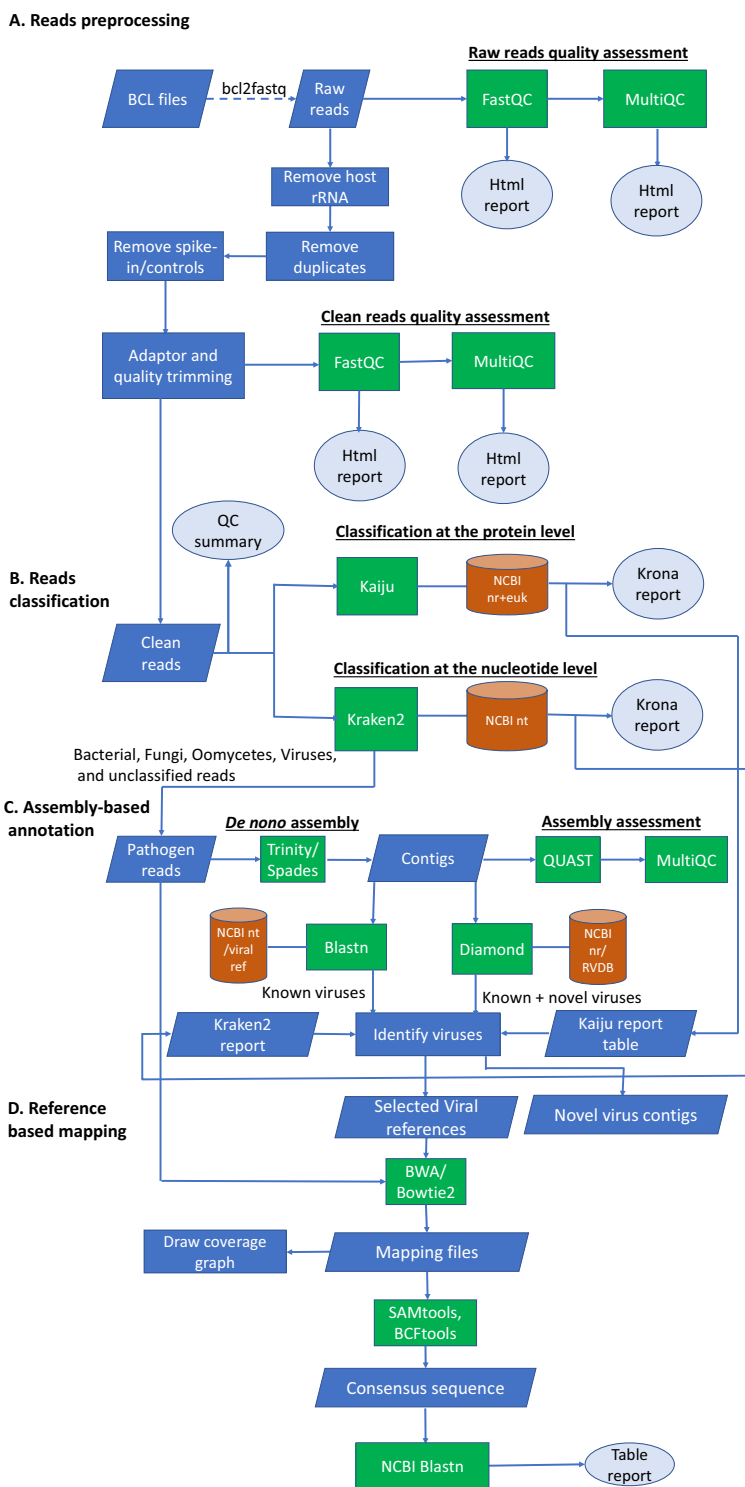 A. Reads preprocessing
Raw reads quality assessment
BCL files
bcl2fastq
Raw
reads
FastQC
MultiQC
Html
report
Html
report
Remove host
rRNA
Remove spike-
in/controls
Remove
duplicates
Clean reads quality assessment
Adaptor and
quality trimming
FastQC
MultiQC
Html
report
Html
report
QC
summary
Classification at the protein level
B. Reads
classification
Kaiju
NCBI
nr+euk
Krona
report
Clean
reads
Classification at the nucleotide level
Kraken2
NCBI nt
Krona
report
Bacterial, Fungi, Oomycetes, Viruses,
and unclassified reads
C. Assembly-based
annotation
De nono assembly
Assembly assessment
Pathogen
reads
Trinity/
Spades
Contigs
QUAST
MultiQC
NCBI nt
/viral
ref
Blastn
Diamond
NCBI
nr/
RVDB
Known viruses
Known + novel viruses
Kraken2
report
Identify viruses
Kaiju report
table
D. Reference
based mapping
Selected Viral
references
Novel virus contigs
BWA/
Bowtie2
Draw coverage
graph
Mapping files
SAMtools,
BCFtools
Consensus sequence
NCBI Blastn
Table
report